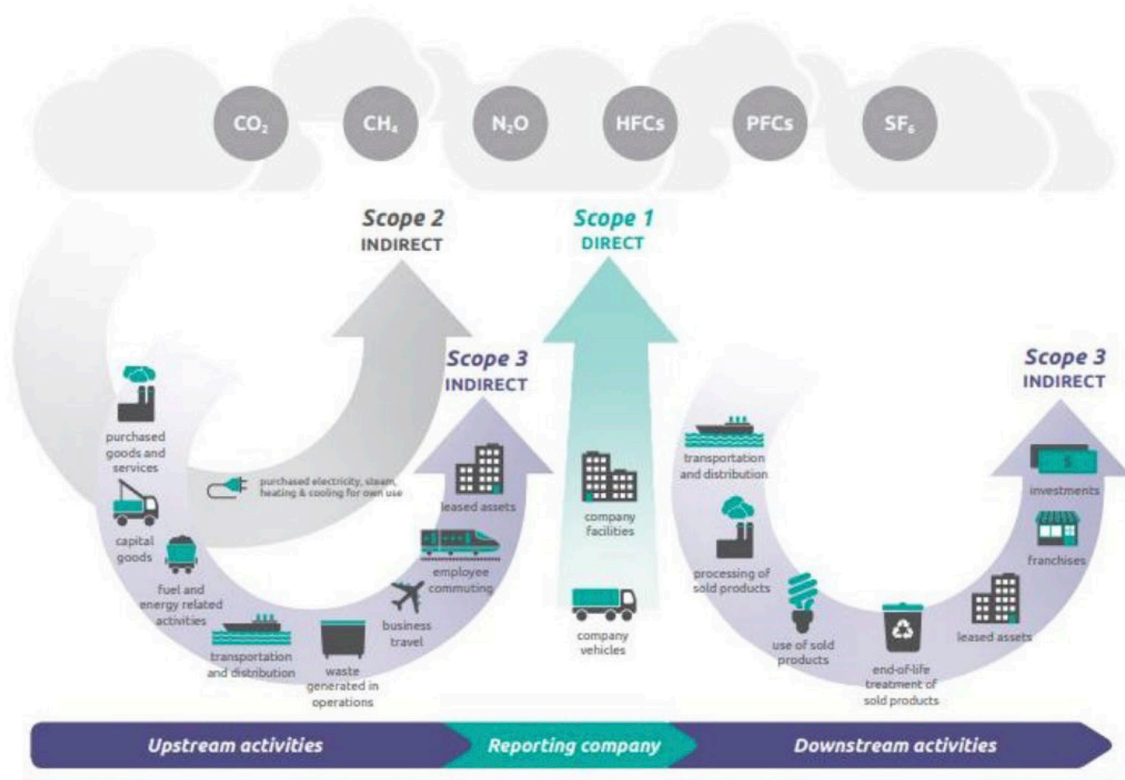 CO₂
CH₄
N₂O
HFCs
PFCs
SF₆
Scope 2
INDIRECT
Scope 1
DIRECT
Scope 3
INDIRECT
Scope 3
INDIRECT
purchased
goods and
services
capital
goods
fuel and
energy related
activities
purchased electricity, steam,
heating & cooling for own use
transportation
and distribution
waste
generated in
operations
business
travel
employee
commuting
leased assets
company
facilities
company
vehicles
transportation
and distribution
processing of
sold products
use of sold
products
end-of-life
treatment of
sold products
leased assets
franchises
$
investments
Upstream activities
Reporting company
Downstream activities